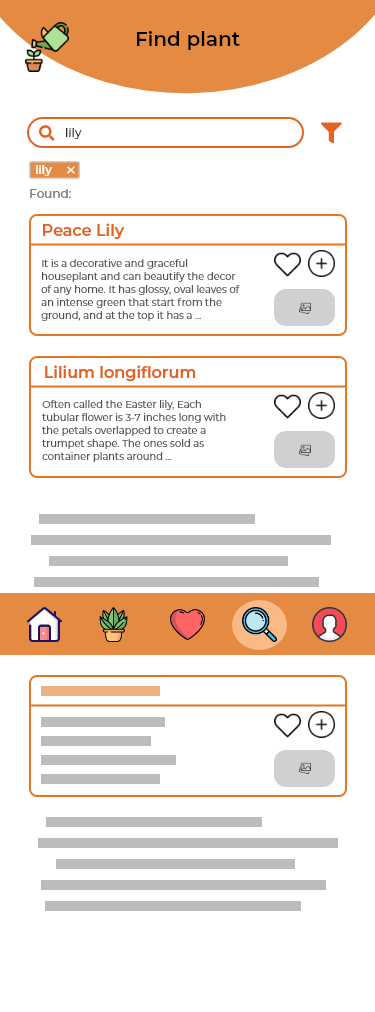 Find plant
lily
lily ×
Found:
Peace Lily
It is a decorative and graceful
houseplant and can beautify the decor
of any home. It has glossy, oval leaves of
an intense green that start from the
ground, and at the top it has a ...
Lilium longiflorum
Often called the Easter lily, Each
tubular flower is 3-7 inches long with
the petals overlapped to create a
trumpet shape. The ones sold as
container plants around ...